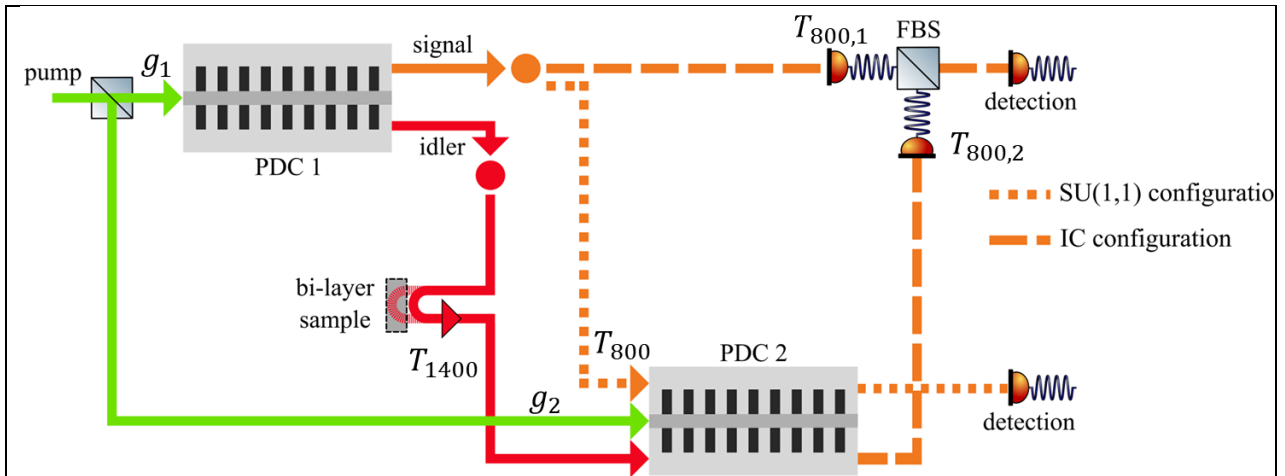 T₈₀₀,₁
FBS
signal
pump
g₁
detection
idler
T₈₀₀,₂
PDC 1
SU(1,1) configuratio
IC configuration
bi-layer
sample
T₈₀₀
PDC 2
T₁₄₀₀
g₂
detection